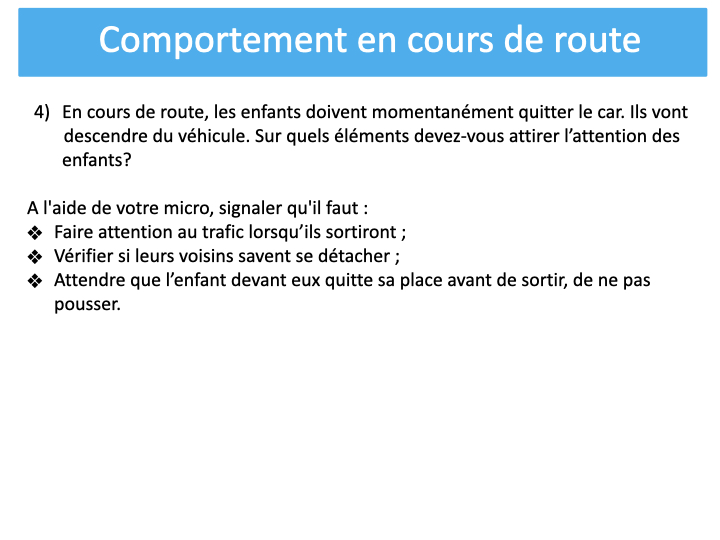 Comportement en cours de route
4) En cours de route, les enfants doivent momentanément quitter le car. Ils vont
descendre du véhicule. Sur quels éléments devez-vous attirer l’attention des
enfants?
A l'aide de votre micro, signaler qu'il faut :
❖ Faire attention au trafic lorsqu’ils sortiront ;
❖ Vérifier si leurs voisins savent se détacher ;
❖ Attendre que l’enfant devant eux quitte sa place avant de sortir, de ne pas
pousser.